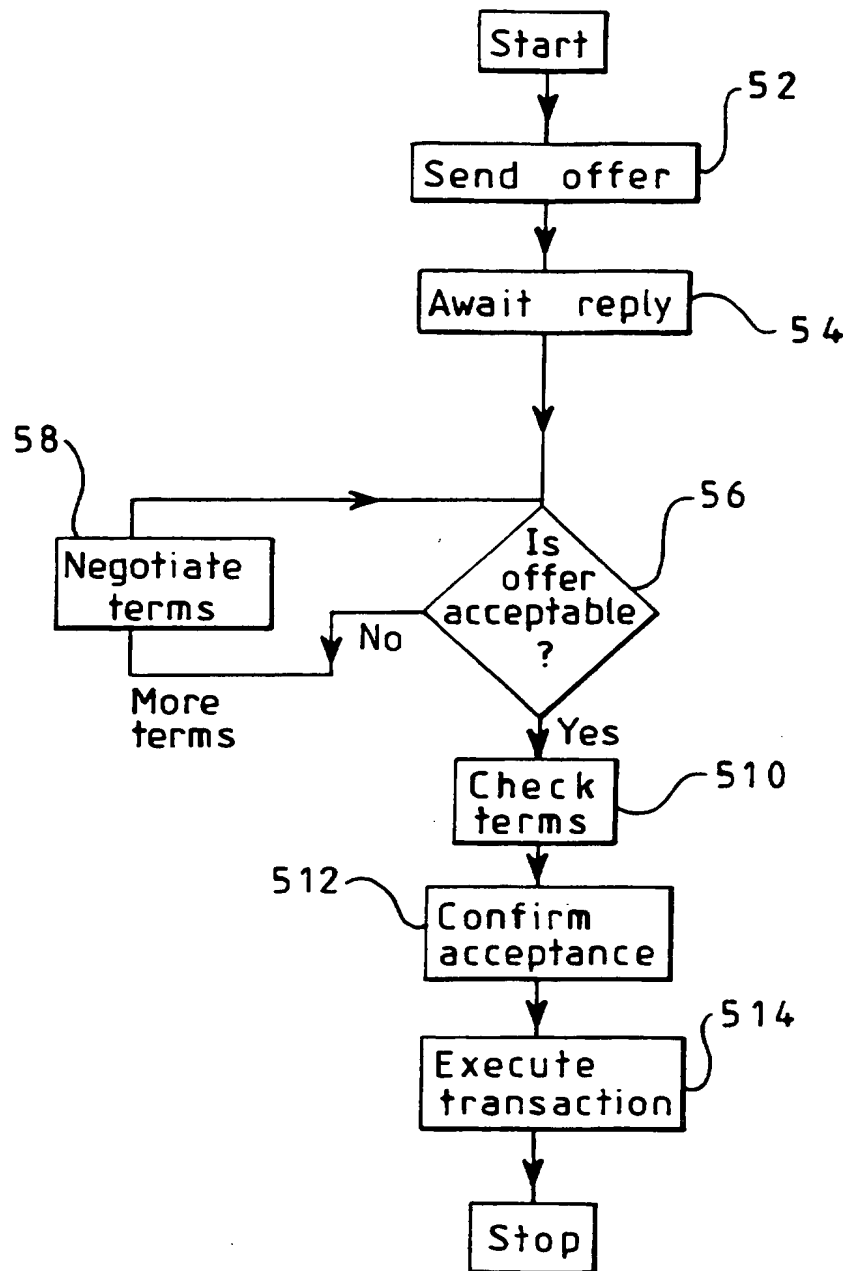 Start
52
Send offer
Await reply
54
58
56
Negotiate
terms
Is
offer
acceptable
?
No
More
terms
Yes
Check
terms
510
512
Confirm
acceptance
514
Execute
transaction
Stop